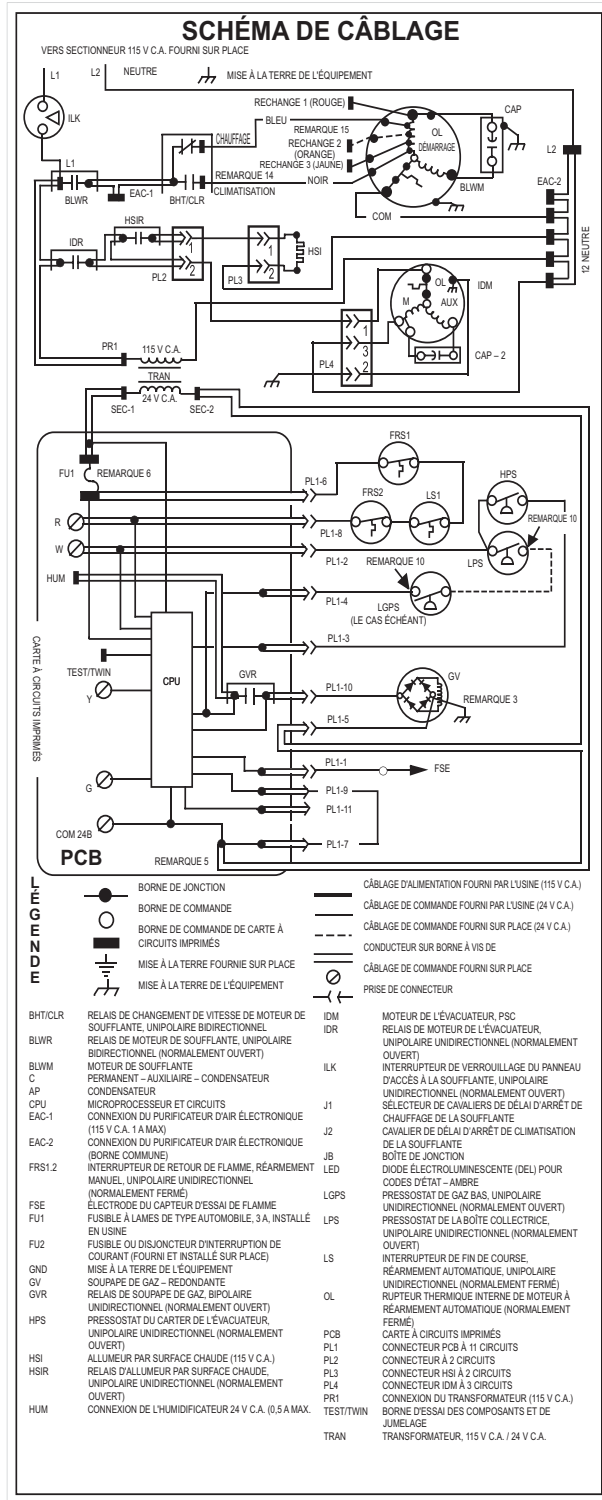 SCHÉMA DE CÂBLAGE
VERS SECTIONNEUR 115 V C.A. FOURNI SUR PLACE
L1
L2
NEUTRE
MISE À LA TERRE DE L'ÉQUIPEMENT
ILK
RECHANGE 1 (ROUGE)
BLEU
CAP
CHAUFFAGE
REMARQUE 15
OL
DÉMARRAGE
RECHANGE 2
(ORANGE)
RECHANGE 3 (JAUNE)
L1
L2
REMARQUE 14
NOIR
BLWM
EAC-2
BLWR
EAC-1
BHT/CLR
CLIMATISATION
COM
HSIR
IDR
1
2
PL2
1
2
PL3
HSI
12 NEUTRE
OL
IDM
M
AUX
PR1
115 V C.A.
1
3
2
PL4
CAP – 2
TRAN
24 V C.A.
SEC-1
SEC-2
FRS1
HPS
FU1
REMARQUE 6
PL1-6
FRS2
LS1
REMARQUE 10
R
PL1-8
W
PL1-2
REMARQUE 10
LPS
HUM
PL1-4
LGPS
(LE CAS ÉCHÉANT)
PL1-3
CARTE À CIRCUITS IMPRIMÉS
TEST/TWIN
CPU
GVR
GV
Y
PL1-10
REMARQUE 3
PL1-5
PL1-1
FSE
G
PL1-9
PL1-11
COM 24B
PL1-7
PCB
REMARQUE 5
LÉGENDE
BORNE DE JONCTION
BORNE DE COMMANDE
BORNE DE COMMANDE DE CARTE À
CIRCUITS IMPRIMÉS
MISE À LA TERRE FOURNIE SUR PLACE
MISE À LA TERRE DE L'ÉQUIPEMENT
CÂBLAGE D'ALIMENTATION FOURNI PAR L'USINE (115 V C.A.)
CÂBLAGE DE COMMANDE FOURNI PAR L'USINE (24 V C.A.)
CÂBLAGE DE COMMANDE FOURNI SUR PLACE (24 V C.A.)
CONDUCTEUR SUR BORNE À VIS DE
CÂBLAGE DE COMMANDE FOURNI SUR PLACE
PRISE DE CONNECTEUR
BHT/CLR RELAIS DE CHANGEMENT DE VITESSE DE MOTEUR DE
SOUFFLANTE, UNIPOLAIRE BIDIRECTIONNEL
BLWR RELAIS DE MOTEUR DE SOUFFLANTE, UNIPOLAIRE
BIDIRECTIONNEL (NORMALEMENT OUVERT)
BLWM MOTEUR DE SOUFFLANTE
C PERMANENT – AUXILIAIRE – CONDENSATEUR
AP CONDENSATEUR
CPU MICROPROCESSEUR ET CIRCUITS
EAC-1 CONNEXION DU PURIFICATEUR D'AIR ÉLECTRONIQUE
(115 V C.A. 1 A MAX)
EAC-2 CONNEXION DU PURIFICATEUR D'AIR ÉLECTRONIQUE
(BORNE COMMUNE)
FRS1.2 INTERRUPTEUR DE RETOUR DE FLAMME, RÉARMEMENT
MANUEL, UNIPOLAIRE UNIDIRECTIONNEL
(NORMALEMENT FERMÉ)
FSE ÉLECTRODE DU CAPTEUR D'ESSAI DE FLAMME
FU1 FUSIBLE À LAMES DE TYPE AUTOMOBILE, 3 A, INSTALLÉ
EN USINE
FU2 FUSIBLE OU DISJONCTEUR D'INTERRUPTION DE
COURANT (FOURNI ET INSTALLÉ SUR PLACE)
GND MISE À LA TERRE DE L'ÉQUIPEMENT
GV SOUPAPE DE GAZ – REDONDANTE
GVR RELAIS DE SOUPAPE DE GAZ, BIPOLAIRE
UNIDIRECTIONNEL (NORMALEMENT OUVERT)
HPS PRESSOSTAT DU CARTER DE L'ÉVACUATEUR,
UNIPOLAIRE UNIDIRECTIONNEL (NORMALEMENT
OUVERT)
HSI ALLUMEUR PAR SURFACE CHAUDE (115 V C.A.)
HSIR RELAIS D'ALLUMEUR PAR SURFACE CHAUDE,
UNIPOLAIRE UNIDIRECTIONNEL (NORMALEMENT
OUVERT)
HUM CONNEXION DE L'HUMIDIFICATEUR 24 V C.A. (0,5 A MAX.
IDM MOTEUR DE L'ÉVACUATEUR, PSC
IDR RELAIS DE MOTEUR DE L'ÉVACUATEUR,
UNIPOLAIRE UNIDIRECTIONNEL (NORMALEMENT
OUVERT)
ILK INTERRUPTEUR DE VERROUILLAGE DU PANNEAU
D'ACCÈS À LA SOUFFLANTE, UNIPOLAIRE
UNIDIRECTIONNEL (NORMALEMENT OUVERT)
J1 SÉLECTEUR DE CAVALIERS DE DÉLAI D'ARRÊT DE
CHAUFFAGE DE LA SOUFFLANTE
J2 CAVALIER DE DÉLAI D'ARRÊT DE CLIMATISATION
DE LA SOUFFLANTE
JB BOÎTE DE JONCTION
LED DIODE ÉLECTROLUMINESCENTE (DEL) POUR
CODES D'ÉTAT – AMBRE
LGPS PRESSOSTAT DE GAZ BAS, UNIPOLAIRE
UNIDIRECTIONNEL (NORMALEMENT OUVERT)
LPS PRESSOSTAT DE LA BOÎTE COLLECTRICE,
UNIPOLAIRE UNIDIRECTIONNEL (NORMALEMENT
OUVERT)
LS INTERRUPTEUR DE FIN DE COURSE,
RÉARMEMENT AUTOMATIQUE, UNIPOLAIRE
UNIDIRECTIONNEL (NORMALEMENT FERMÉ)
OL RUPTEUR THERMIQUE INTERNE DE MOTEUR À
RÉARMEMENT AUTOMATIQUE (NORMALEMENT
FERMÉ)
PCB CARTE À CIRCUITS IMPRIMÉS
PL1 CONNECTEUR PCB À 11 CIRCUITS
PL2 CONNECTEUR À 2 CIRCUITS
PL3 CONNECTEUR HSI À 2 CIRCUITS
PL4 CONNECTEUR IDM À 3 CIRCUITS
PR1 CONNEXION DU TRANSFORMATEUR (115 V C.A.)
TEST/TWIN BORNE D'ESSAI DES COMPOSANTS ET DE
JUMELAGE
TRAN TRANSFORMATEUR, 115 V C.A. / 24 V C.A.